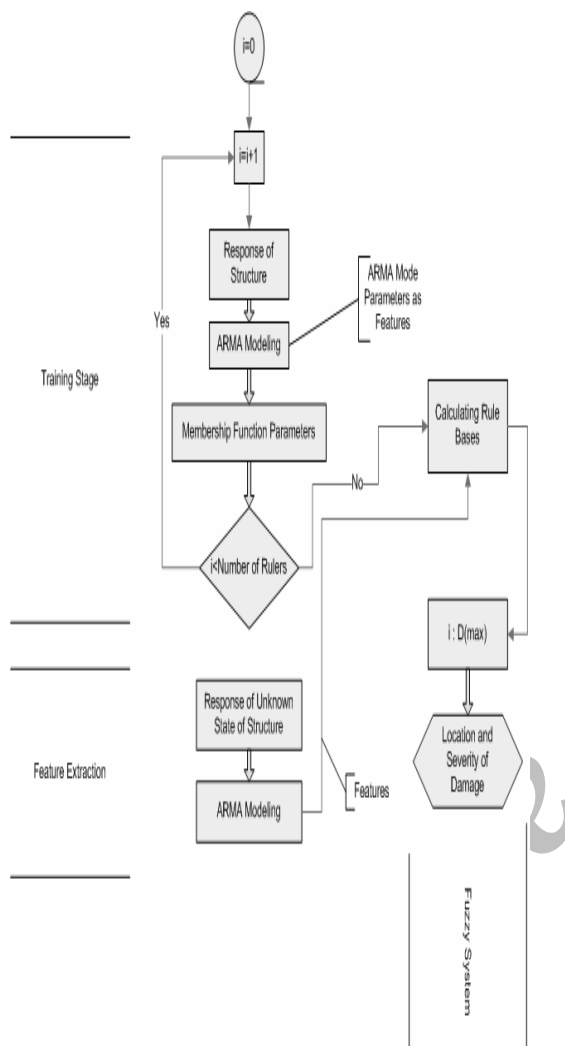 i=0
i=i+1
Response of
Structure
ARMA Mode
Parameters as
Features
ARMA Modeling
Yes
Training Stage
Membership Function Parameters
Calculating Rule
Bases
No
i<Number of Rulers
i : D(max)
Response of Unknown
State of Structure
Location and
Severity of
Damage
Feature Extraction
Features
ARMA Modeling
Fuzzy System